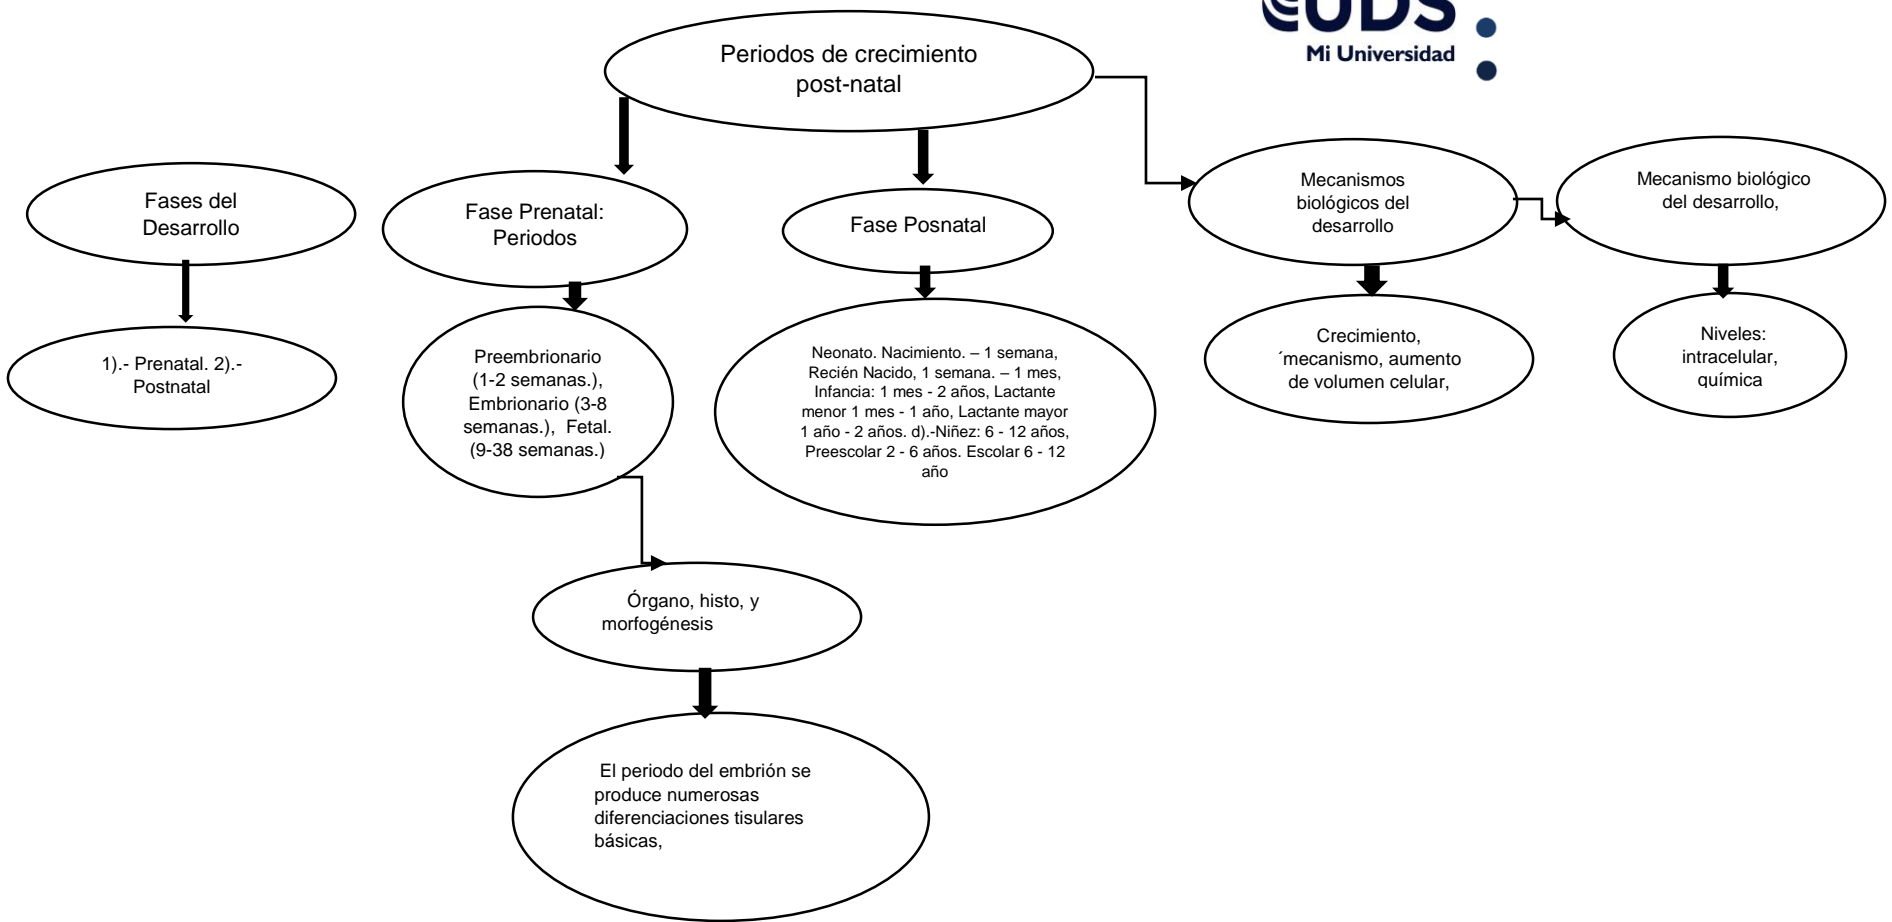 UDS
Mi Universidad
Periodos de crecimiento
post-natal
Fases del
Desarrollo
Fase Prenatal:
Periodos
Fase Posnatal
Mecanismos
biológicos del
desarrollo
Mecanismo biológico
del desarrollo,
1).- Prenatal. 2).-
Postnatal
Preembrionario
(1-2 semanas.),
Embrionario (3-8
semanas.), Fetal.
(9-38 semanas.)
Neonato. Nacimiento. – 1 semana,
Recién Nacido, 1 semana. – 1 mes,
Infancia: 1 mes - 2 años, Lactante
menor 1 mes - 1 año, Lactante mayor
1 año - 2 años. d).-Niñez: 6 - 12 años,
Preescolar 2 - 6 años. Escolar 6 - 12
año
Crecimiento,
´mecanismo, aumento
de volumen celular,
Niveles:
intracelular,
química
Órgano, histo, y
morfogénesis
El periodo del embrión se
produce numerosas
diferenciaciones tisulares
básicas,